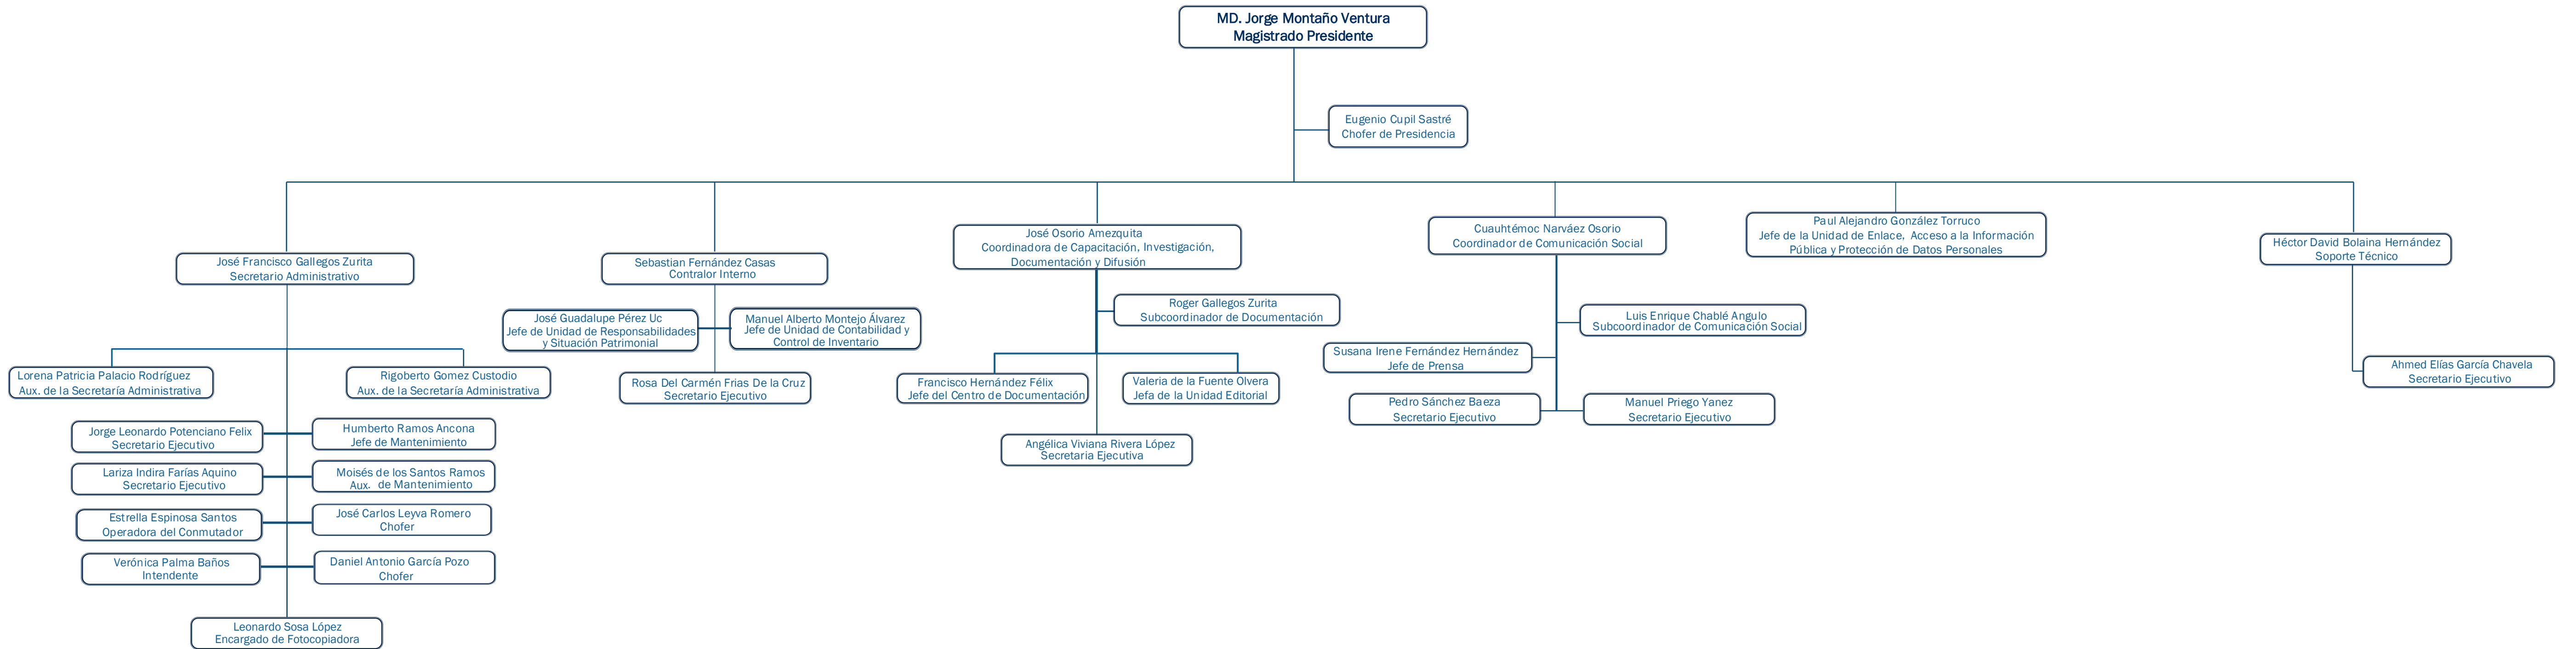 MD. Jorge Montaño Ventura
Magistrado Presidente
Eugenio Cupil Sastré
Chofer de Presidencia
José Francisco Gallegos Zurita
Secretario Administrativo
Lorena Patricia Palacio Rodríguez
Aux. de la Secretaría Administrativa
Rigoberto Gomez Custodio
Aux. de la Secretaría Administrativa
Jorge Leonardo Potenciano Felix
Secretario Ejecutivo
Humberto Ramos Ancona
Jefe de Mantenimiento
Lariza Indira Farías Aquino
Secretario Ejecutivo
Moisés de los Santos Ramos
Aux. de Mantenimiento
Estrella Espinosa Santos
Operadora del Conmutador
José Carlos Leyva Romero
Chofer
Verónica Palma Baños
Intendente
Daniel Antonio García Pozo
Chofer
Leonardo Sosa López
Encargado de Fotocopiadora
Sebastian Fernández Casas
Contralor Interno
José Guadalupe Pérez Uc
Jefe de Unidad de Responsabilidades
y Situación Patrimonial
Manuel Alberto Montejo Álvarez
Jefe de Unidad de Contabilidad y
Control de Inventario
Rosa Del Carmén Frias De la Cruz
Secretario Ejecutivo
José Osorio Amezquita
Coordinadora de Capacitación, Investigación,
Documentación y Difusión
Roger Gallegos Zurita
Subcoordinador de Documentación
Francisco Hernández Félix
Jefe del Centro de Documentación
Valeria de la Fuente Olvera
Jefa de la Unidad Editorial
Angélica Viviana Rivera López
Secretaria Ejecutiva
Cuauhtémoc Narváez Osorio
Coordinador de Comunicación Social
Luis Enrique Chablé Angulo
Subcoordinador de Comunicación Social
Susana Irene Fernández Hernández
Jefe de Prensa
Pedro Sánchez Baeza
Secretario Ejecutivo
Manuel Priego Yanez
Secretario Ejecutivo
Paul Alejandro González Torruco
Jefe de la Unidad de Enlace, Acceso a la Información
Pública y Protección de Datos Personales
Héctor David Bolaina Hernández
Soporte Técnico
Ahmed Elías García Chavela
Secretario Ejecutivo